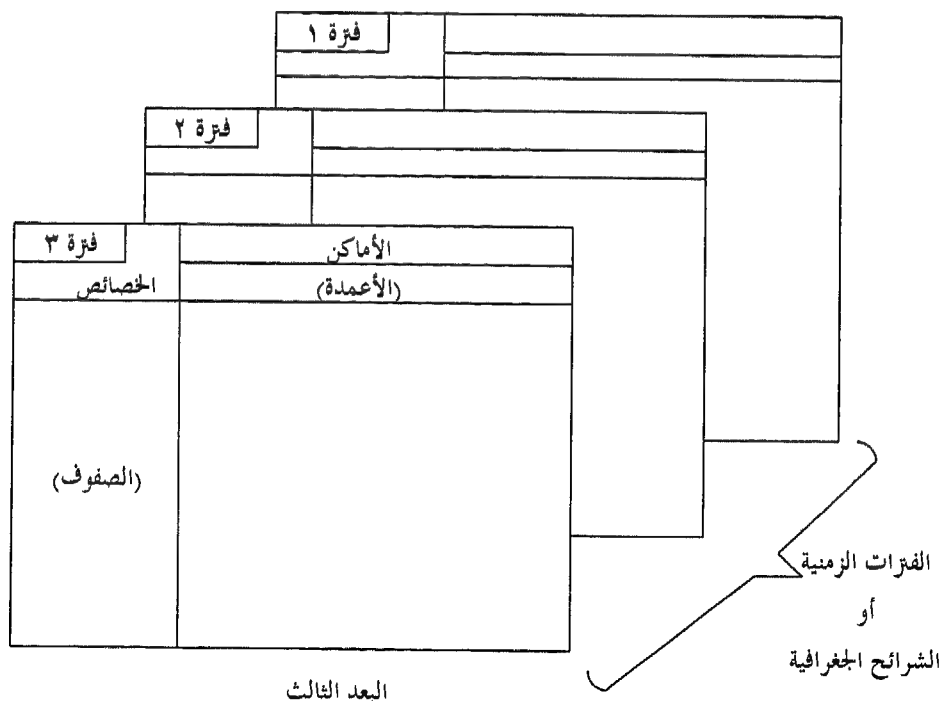 فترة ١
فترة ٢
فترة ٣
الأماكن
الخصائص
(الأعمدة)
(الصفوف)
الفترات الزمنية
أو
الشرائح الجغرافية
البعد الثالث